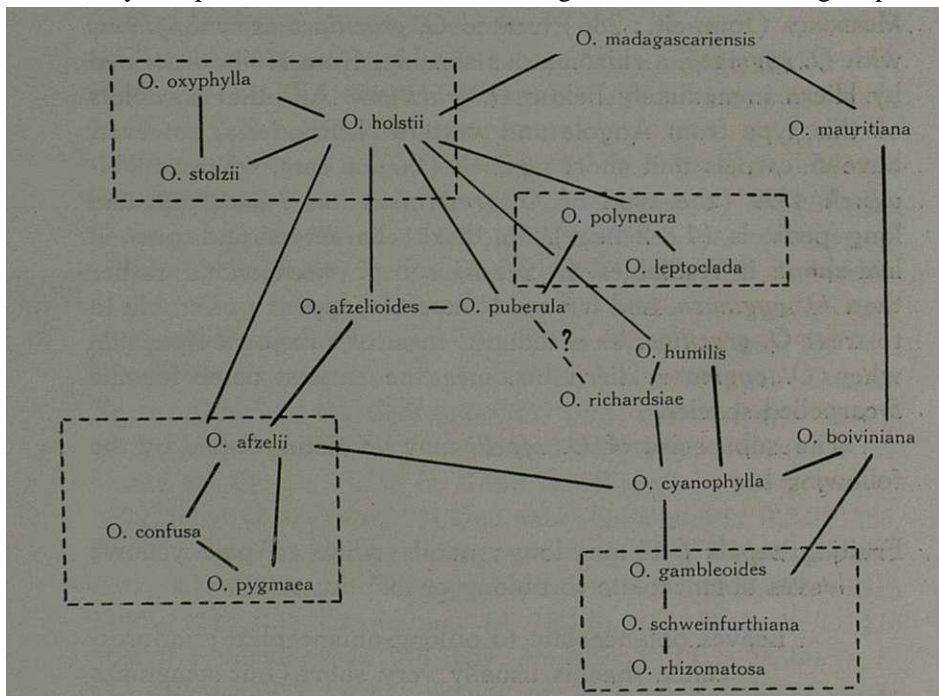 O. madagascariensis
O. oxyphylla
O. holstii
O. mauritiana
O. stolzii
O. polyneura
O. leptoclada
O. afzelioides
O. puberula
?
O. humilis
O. richardsiae
O. afzelii
O. boiviniana
O. cyanophylla
O. confusa
O. pygmaea
O. gambleoides
O. schweinfurthiana
O. rhizomatosa